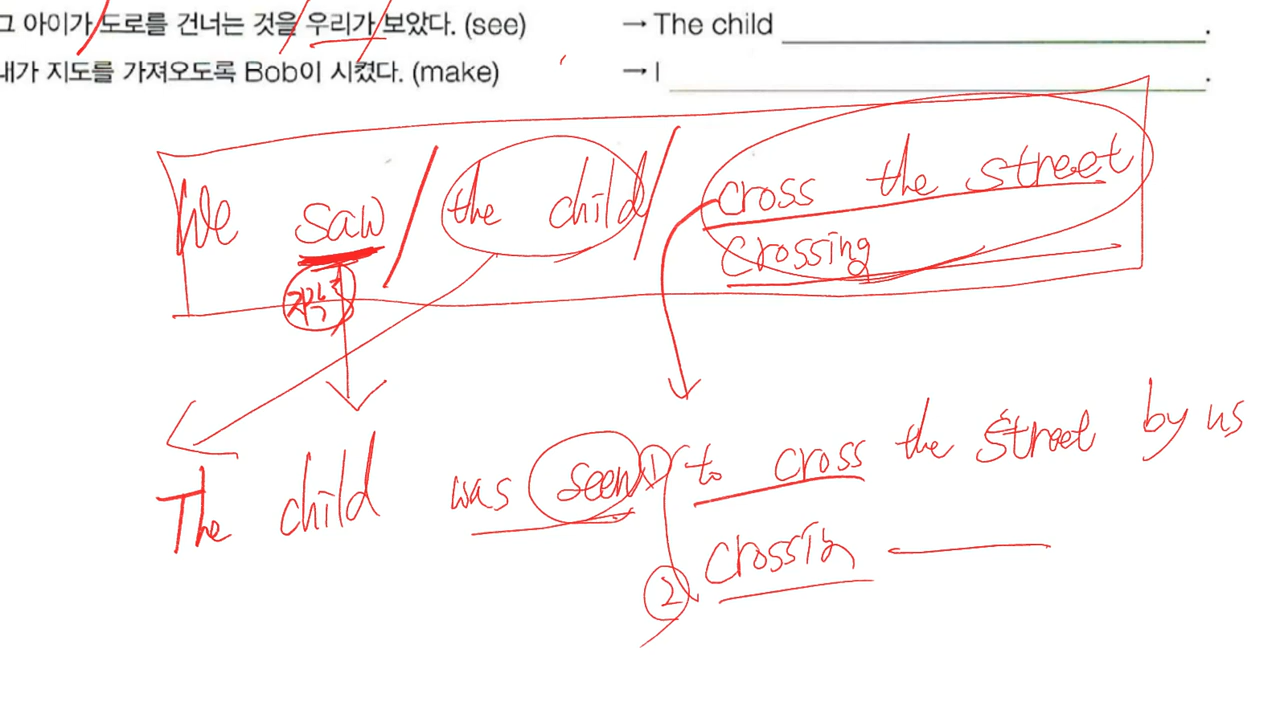 그 아이가 도로를 건너는 것을 우리가 보았다. (see) → The child ____.
내가 지도를 가져오도록 Bob이 시켰다. (make) → I ____.
We saw / the child / cross the street
crossing
The child was seen ① to cross the street by us
② crossin